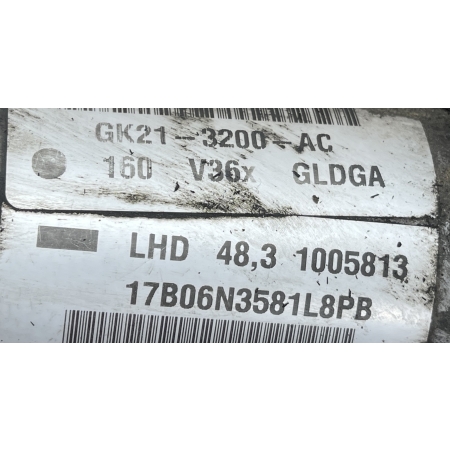 GK21-3200-AC
160 V36x GLDGA
LHD 48,3 1005813
17B06N3581L8PB